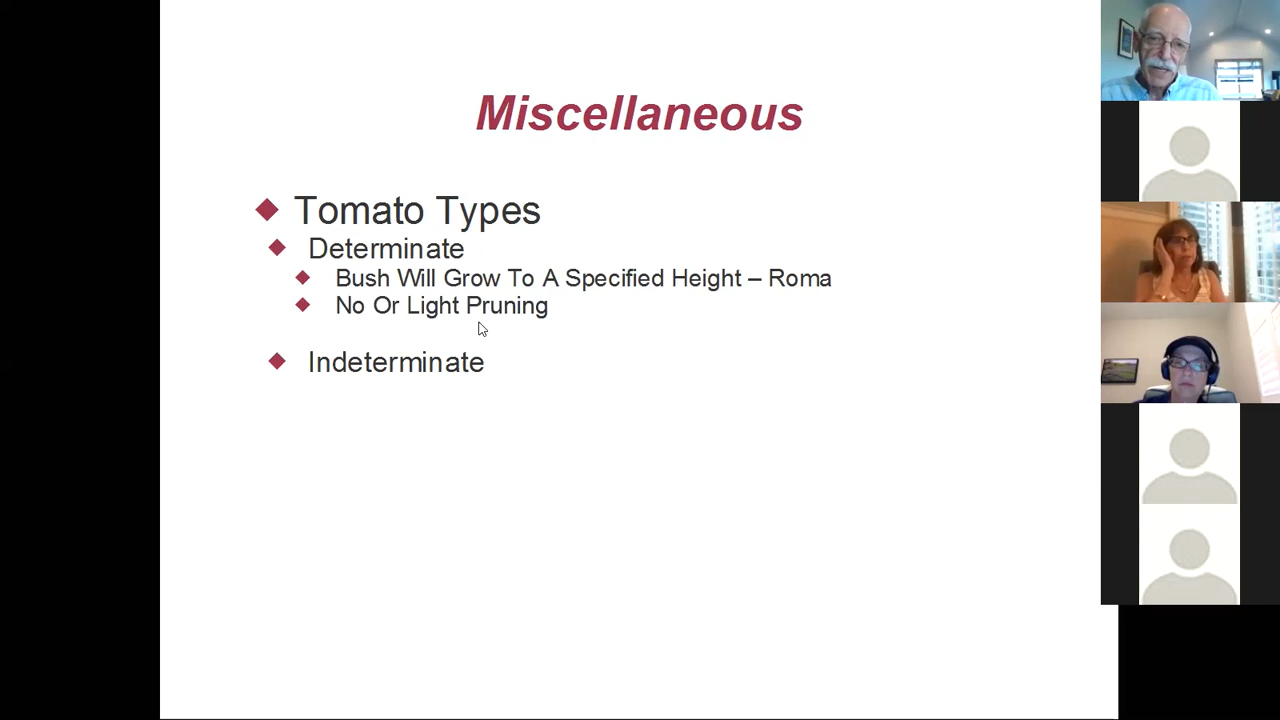 Miscellaneous
Tomato Types
Determinate
Bush Will Grow To A Specified Height – Roma
No Or Light Pruning
Indeterminate